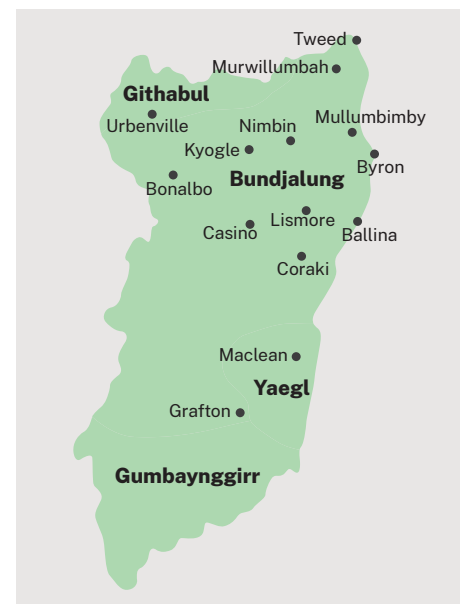 Tweed
Murwillumbah
Githabul
Urbenville
Nimbin
Mullumbimby
Kyogle
Byron
Bonalbo
Bundjalung
Lismore
Casino
Ballina
Coraki
Maclean
Yaegl
Grafton
Gumbaynggirr